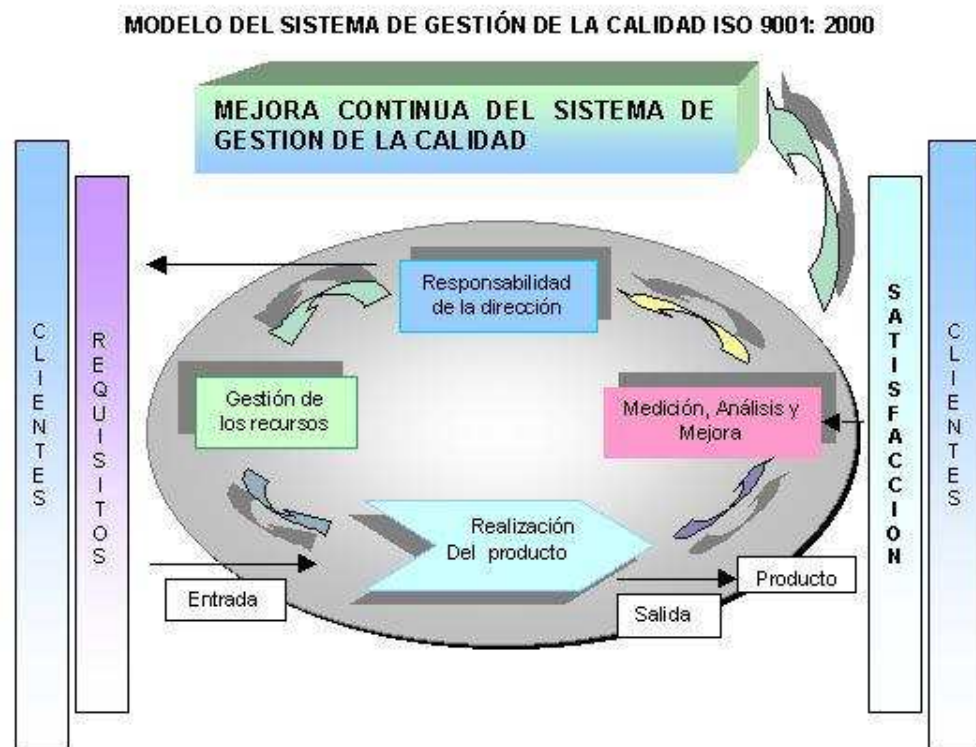 MODELO DEL SISTEMA DE GESTIÓN DE LA CALIDAD ISO 9001: 2000
MEJORA CONTINUA DEL SISTEMA DE
GESTION DE LA CALIDAD
CLIENTES
REQUISITOS
Responsabilidad
de la dirección
Gestión de
los recursos
Medición, Análisis y
Mejora
Realización
Del producto
Entrada
Salida
Producto
SATISFACCION
CLIENTES